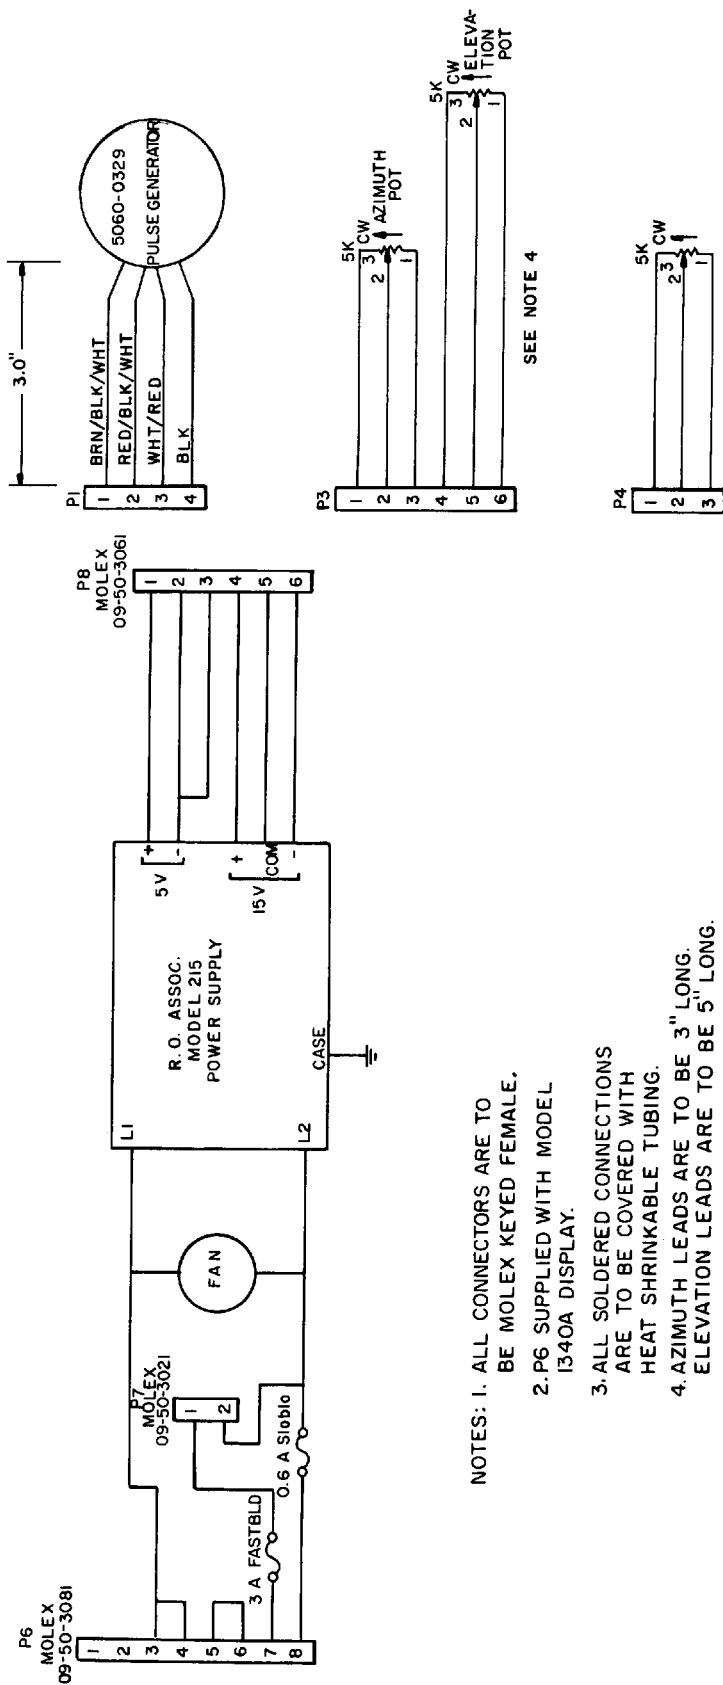 P6
MOLEX
09-50-3081
1
2
3
4
5
6
7
8
3 A FASTBLD
0.6 A Sloblo
P7
MOLEX
09-50-3021
1
2
FAN
L1
L2
R.O. ASSOC.
MODEL 215
POWER SUPPLY
CASE
+
5V
-
+
15V
COM
-
P8
MOLEX
09-50-3061
1
2
3
4
5
6
3.0"
P1
1
2
3
4
BRN/BLK/WHT
RED/BLK/WHT
WHT/RED
BLK
5060-0329
PULSE GENERATOR
P3
1
2
3
4
5
6
5K
3
CW
2
1
AZIMUTH
POT
5K
3
CW
2
1
ELEVA-
TION
POT
SEE NOTE 4
P4
1
2
3
5K
3
CW
2
1
NOTES: 1. ALL CONNECTORS ARE TO
BE MOLEX KEYED FEMALE.
2. P6 SUPPLIED WITH MODEL
1340A DISPLAY.
3. ALL SOLDERED CONNECTIONS
ARE TO BE COVERED WITH
HEAT SHRINKABLE TUBING.
4. AZIMUTH LEADS ARE TO BE 3" LONG.
ELEVATION LEADS ARE TO BE 5" LONG.